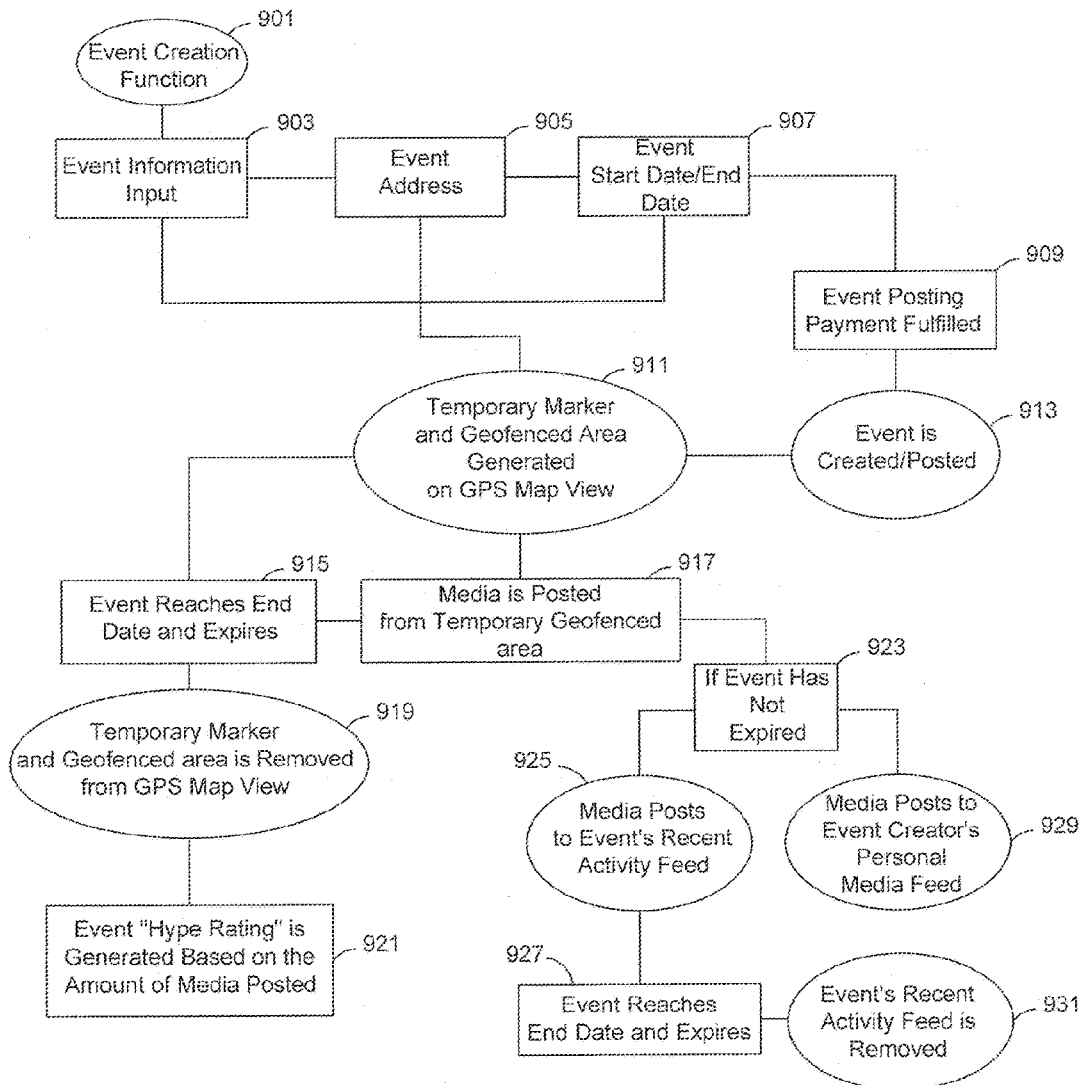 901
Event Creation
Function
903
Event Information
Input
905
Event
Address
907
Event
Start Date/End
Date
909
Event Posting
Payment Fulfilled
911
Temporary Marker
and Geofenced Area
Generated
on GPS Map View
913
Event is
Created/Posted
915
Event Reaches End
Date and Expires
917
Media is Posted
from Temporary Geofenced
area
919
Temporary Marker
and Geofenced area is Removed
from GPS Map View
923
If Event Has
Not
Expired
925
Media Posts
to Event's Recent
Activity Feed
Media Posts to
Event Creator's
Personal
Media Feed
929
Event "Hype Rating" is
Generated Based on the
Amount of Media Posted
921
927
Event Reaches
End Date and Expires
Event's Recent
Activity Feed is
Removed
931